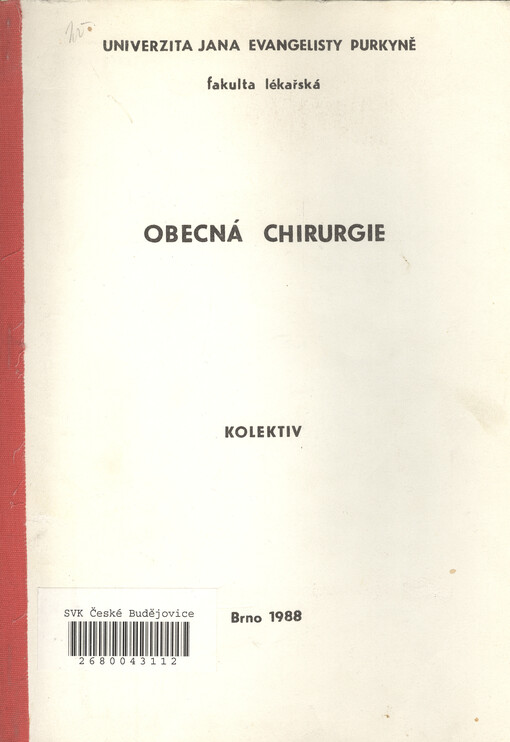 UNIVERZITA JANA EVANGELISTY PURKYNĚ
fakulta lékařská
OBECNÁ CHIRURGIE
KOLEKTIV
SVK České Budějovice
2680043112
Brno 1988